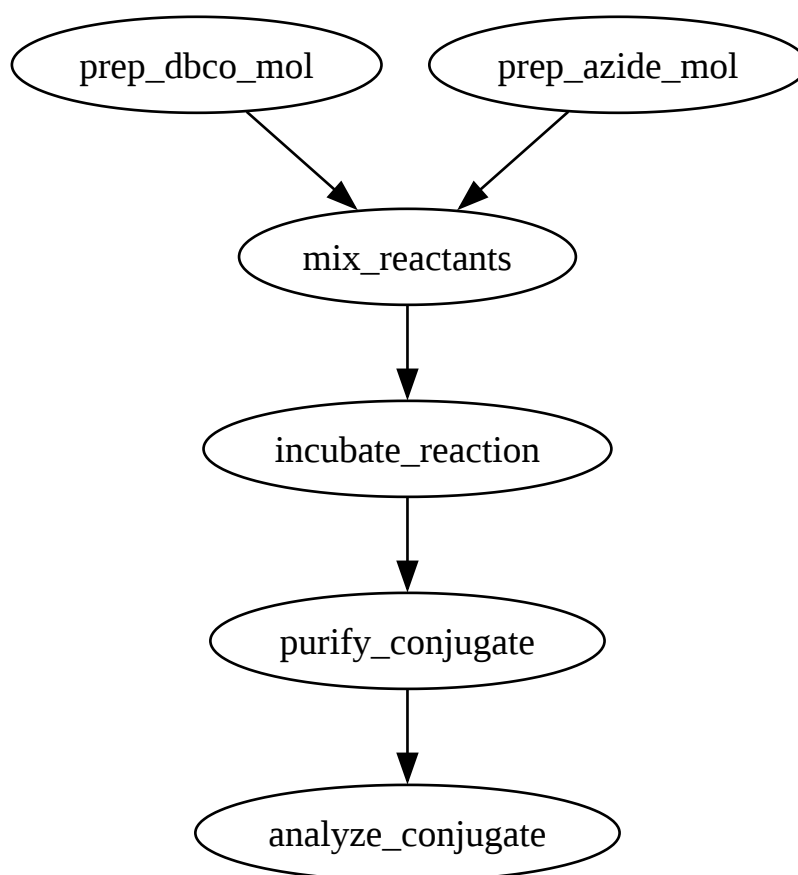 prep_dbco_mol
prep_azide_mol
mix_reactants
incubate_reaction
purify_conjugate
analyze_conjugate